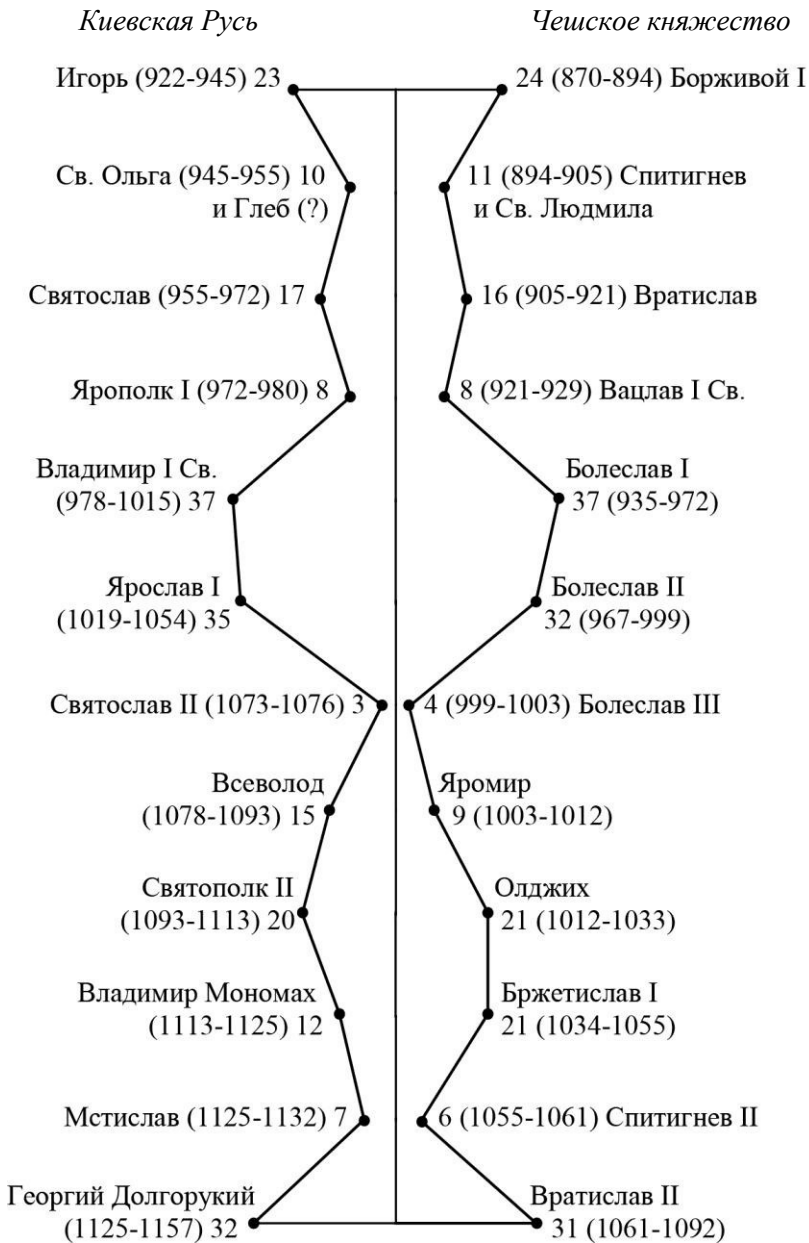 Киевская Русь Чешское княжество
Игорь (922-945) 23 24 (870-894) Борживой I
Св. Ольга (945-955) 10 11 (894-905) Спитигнев
и Глеб (?) и Св. Людмила
Святослав (955-972) 17 16 (905-921) Вратислав
Ярополк I (972-980) 8 8 (921-929) Вацлав I Св.
Владимир I Св. Болеслав I
(978-1015) 37 37 (935-972)
Ярослав I Болеслав II
(1019-1054) 35 32 (967-999)
Святослав II (1073-1076) 3 4 (999-1003) Болеслав III
Всеволод Яромир
(1078-1093) 15 9 (1003-1012)
Святополк II Олджих
(1093-1113) 20 21 (1012-1033)
Владимир Мономах Бржетислав I
(1113-1125) 12 21 (1034-1055)
Мстислав (1125-1132) 7 6 (1055-1061) Спитигнев II
Георгий Долгорукий Вратислав II
(1125-1157) 32 31 (1061-1092)